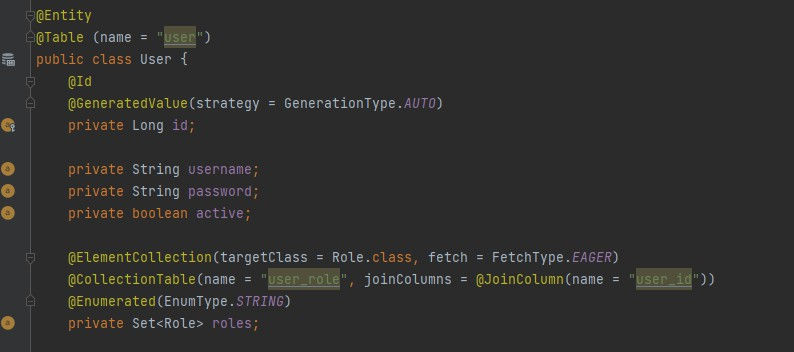 @Entity
@Table (name = "user")
public class User {
@Id
@GeneratedValue(strategy = GenerationType.AUTO)
private Long id;
private String username;
private String password;
private boolean active;
@ElementCollection(targetClass = Role.class, fetch = FetchType.EAGER)
@CollectionTable(name = "user_role", joinColumns = @JoinColumn(name = "user_id"))
@Enumerated(EnumType.STRING)
private Set<Role> roles;